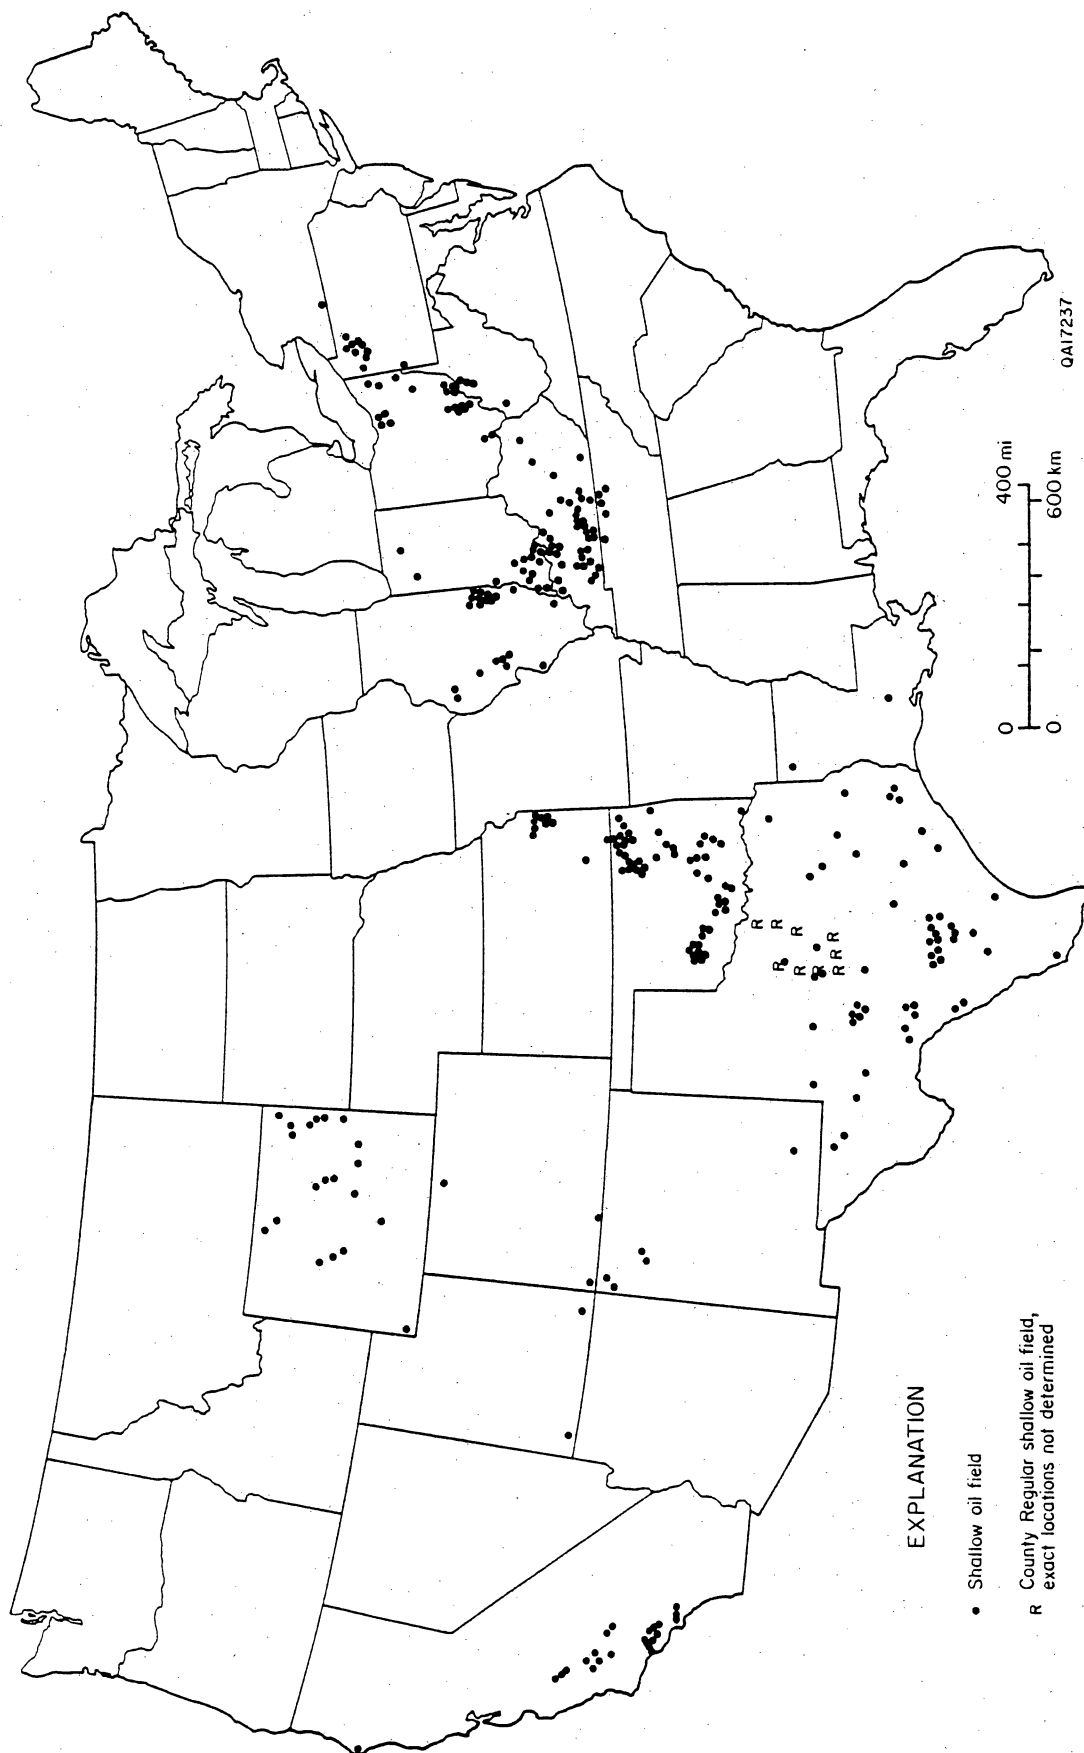 R
R
R
R
R
R
R
R
R
R
R
0 400 mi
0 600 km
QA17237
EXPLANATION
● Shallow oil field
R County Regular shallow oil field,
exact locations not determined